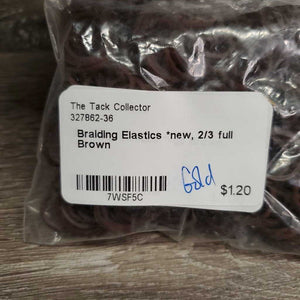 The Tack Collector
327862-36
Braiding Elastics *new, 2/3 full
Brown
7WSF5C
$1.20